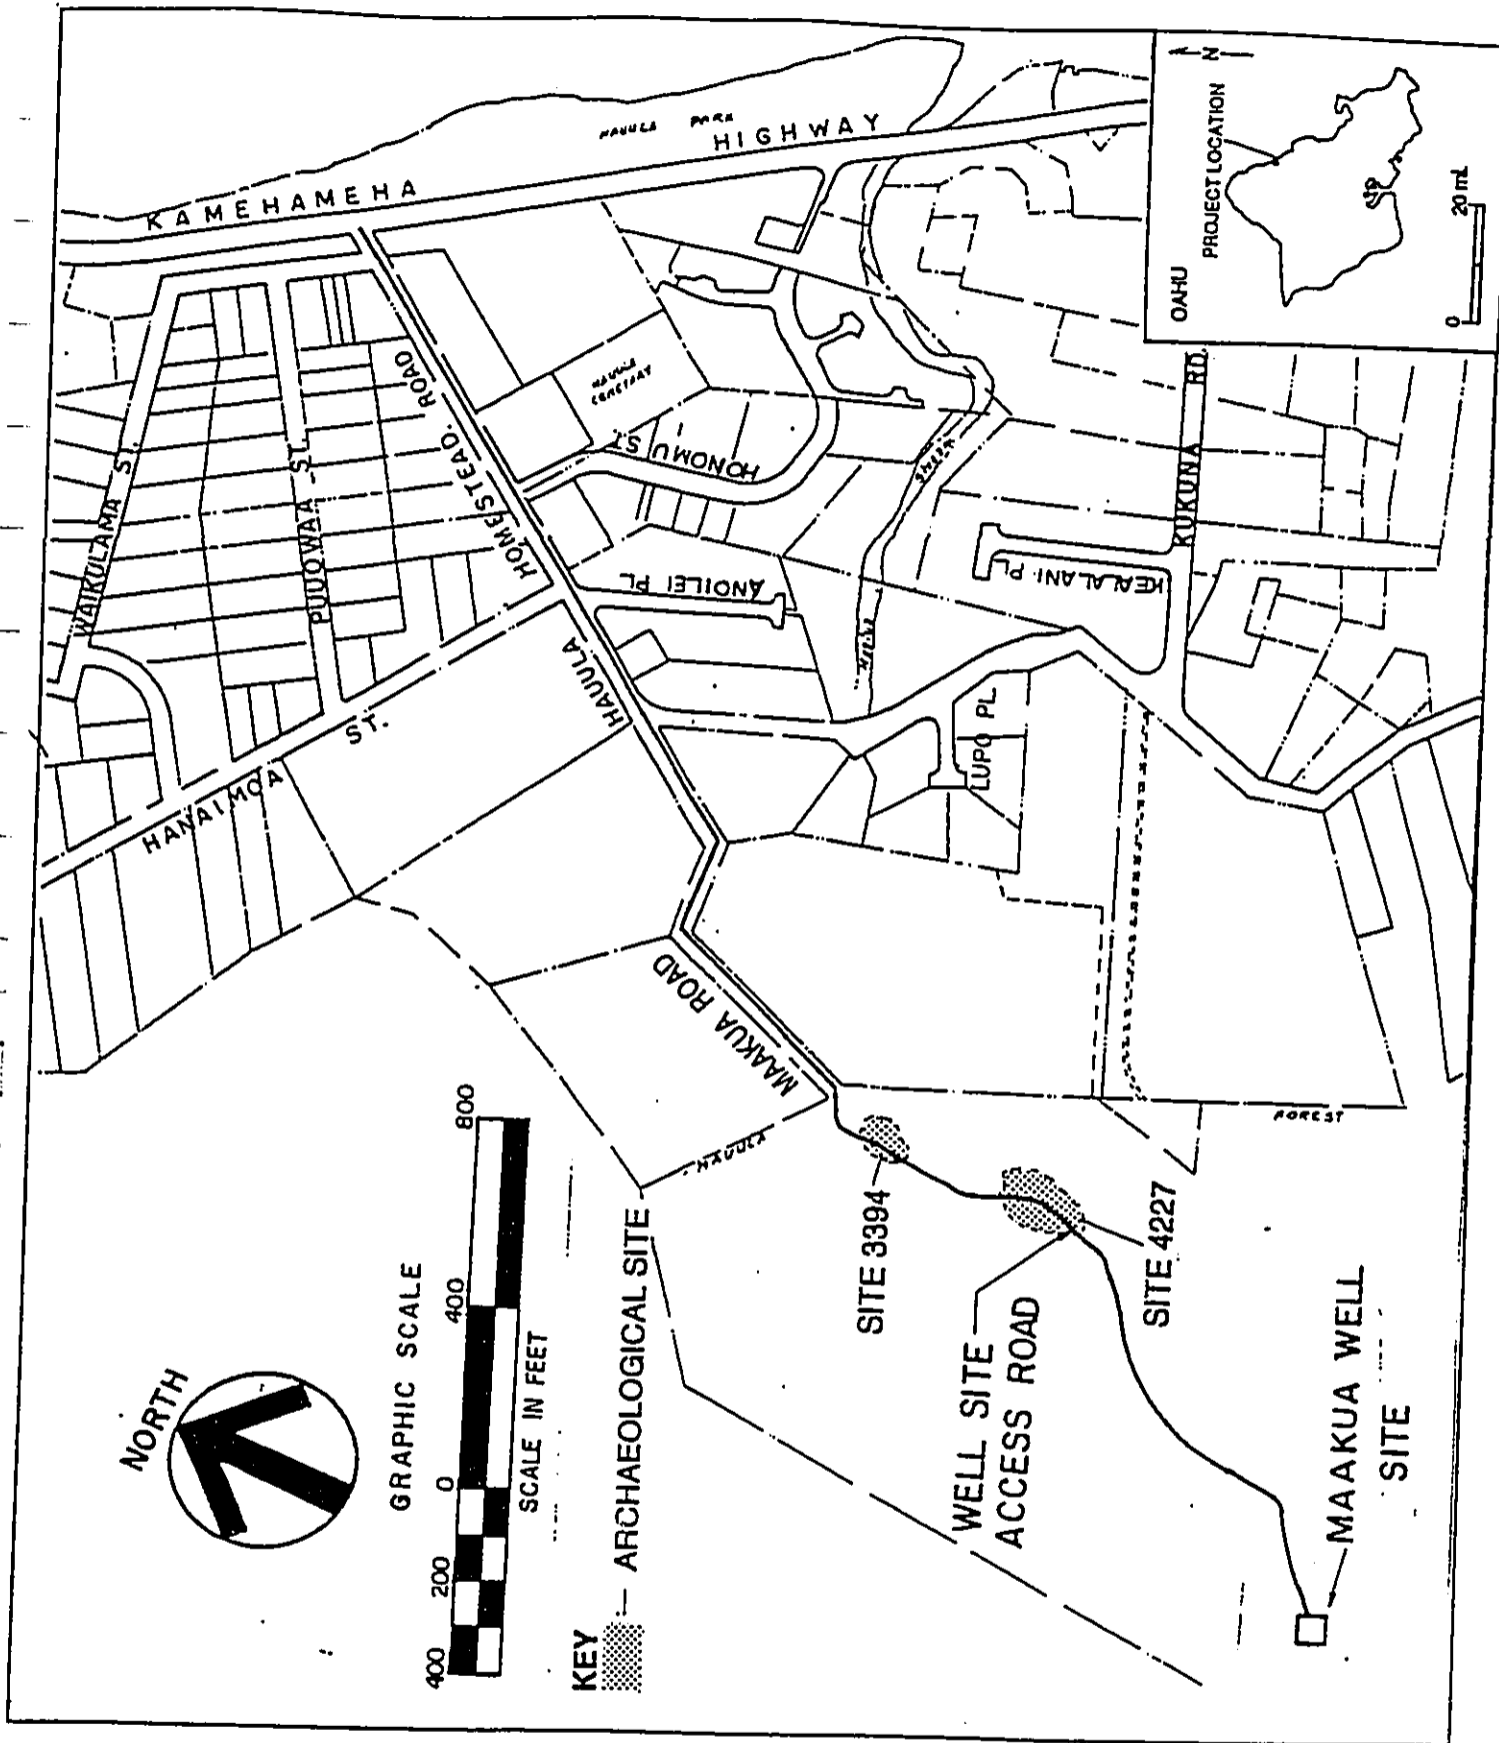 KAMEHAMEHA
HIGHWAY
HAUULA PARK
WAIKULAMA ST.
PUUOWAA ST.
HOMESTEAD ROAD
HAUULA
HAUULA
CEMETARY
HONOMU ST.
ANOILEI PL
HANAIMOA
ST.
STREAM
KEALALANI PL
KUKUNA RD.
LUPO PL.
MAAKUA ROAD
HAUULA
FOREST
OAHU
PROJECT LOCATION
N
0
20 mi.
NORTH
GRAPHIC SCALE
400
200
0
400
800
SCALE IN FEET
KEY
ARCHAEOLOGICAL SITE
SITE 3394
SITE 4227
WELL SITE
ACCESS ROAD
MAAKUA WELL
SITE